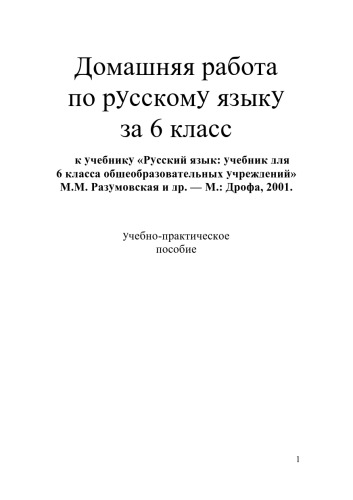 Домашняя работа
по русскому языку
за 6 класс
к учебнику «Русский язык: учебник для
6 класса общеобразовательных учреждений»
М.М. Разумовская и др. — М.: Дрофа, 2001.
учебно-практическое
пособие
1